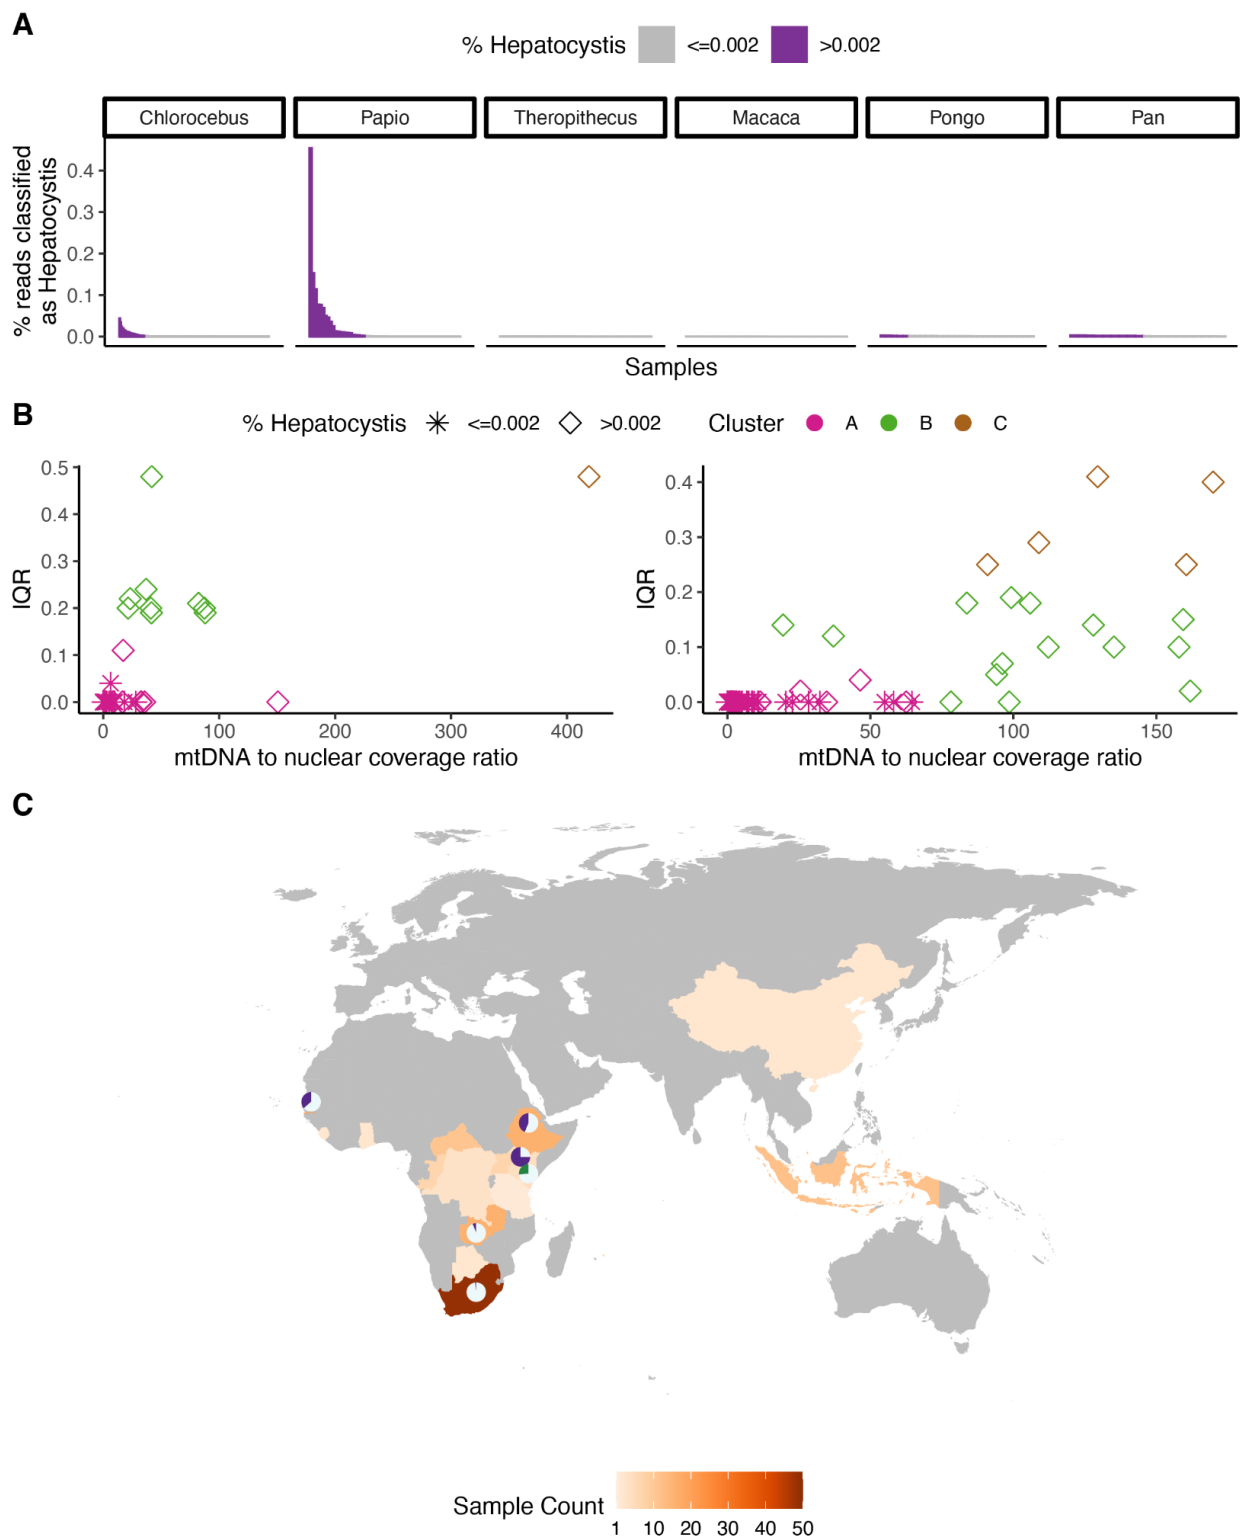 A
% Hepatocystis <=0.002 >0.002
Chlorocebus Papio Theropithecus Macaca Pongo Pan
% reads classified
as Hepatocystis
0.4
0.3
0.2
0.1
0.0
Samples
B
% Hepatocystis <=0.002 >0.002 Cluster A B C
IQR
0.5
0.4
0.3
0.2
0.1
0.0
0 100 200 300 400
mtDNA to nuclear coverage ratio
IQR
0.4
0.3
0.2
0.1
0.0
0 50 100 150
mtDNA to nuclear coverage ratio
C
Sample Count
1 10 20 30 40 50